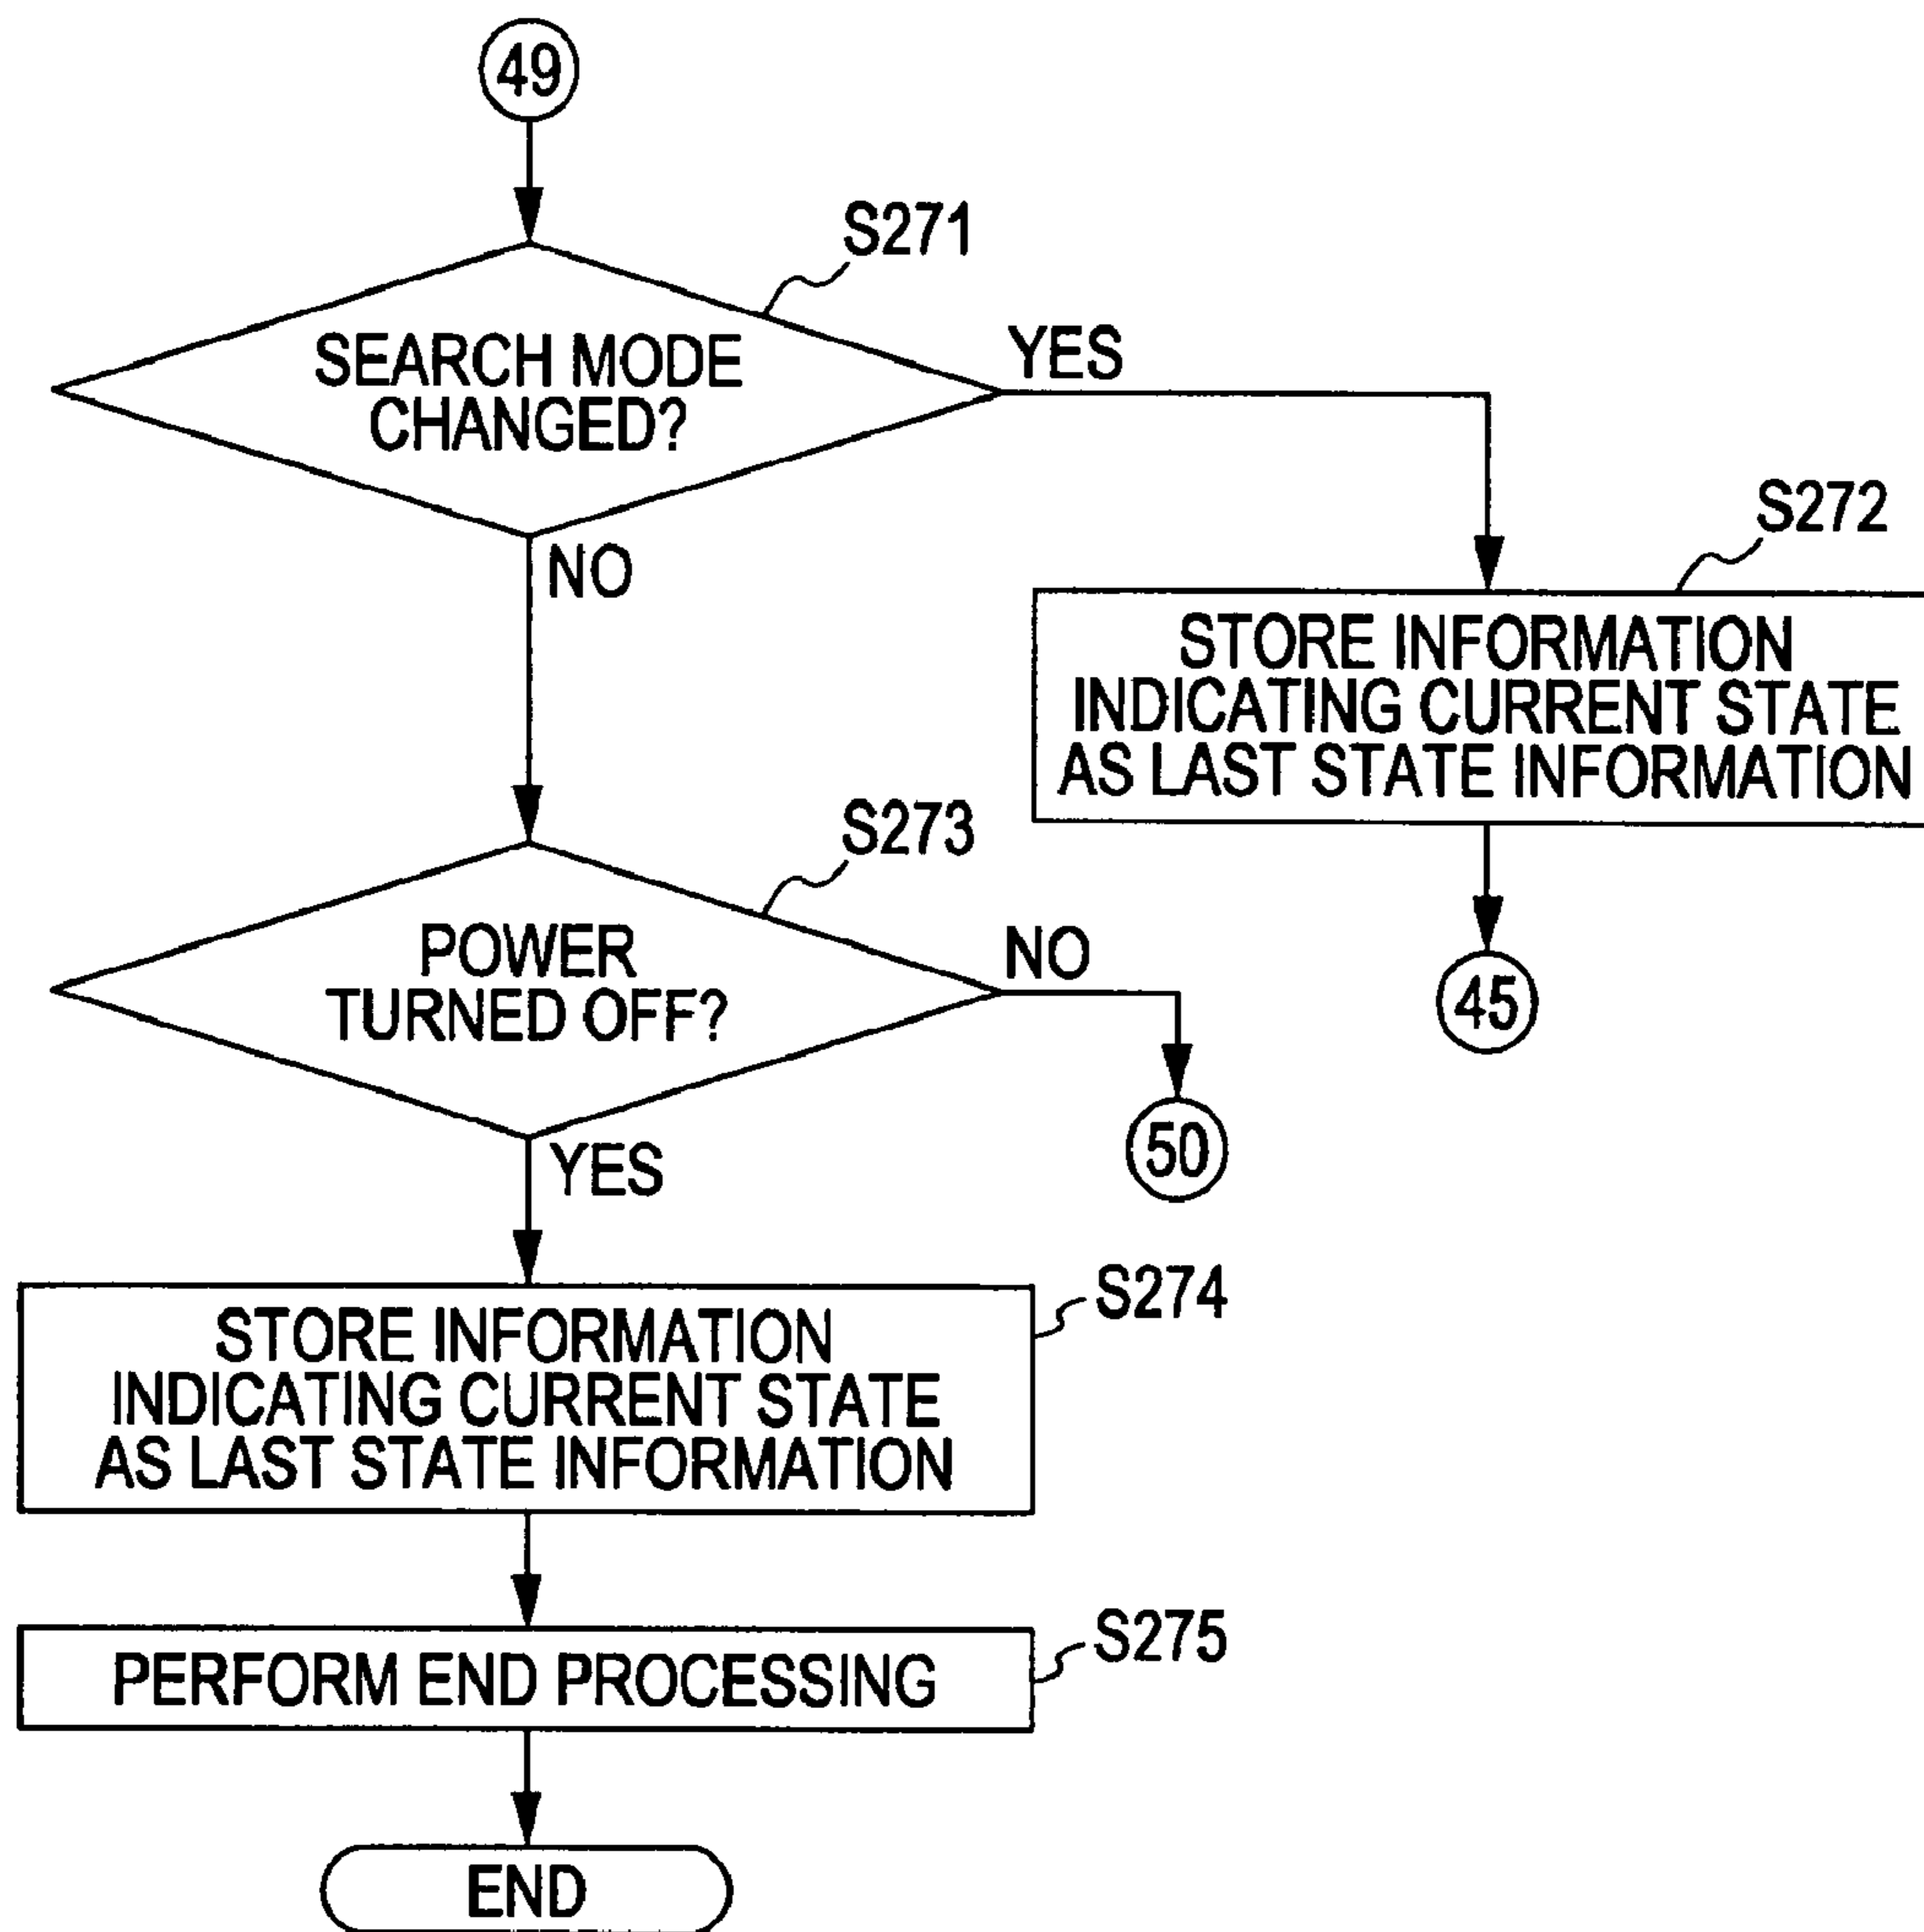 49
S271
SEARCH MODE
CHANGED?
YES
NO
S272
STORE INFORMATION
INDICATING CURRENT STATE
AS LAST STATE INFORMATION
45
S273
POWER
TURNED OFF?
NO
50
YES
S274
STORE INFORMATION
INDICATING CURRENT STATE
AS LAST STATE INFORMATION
S275
PERFORM END PROCESSING
END